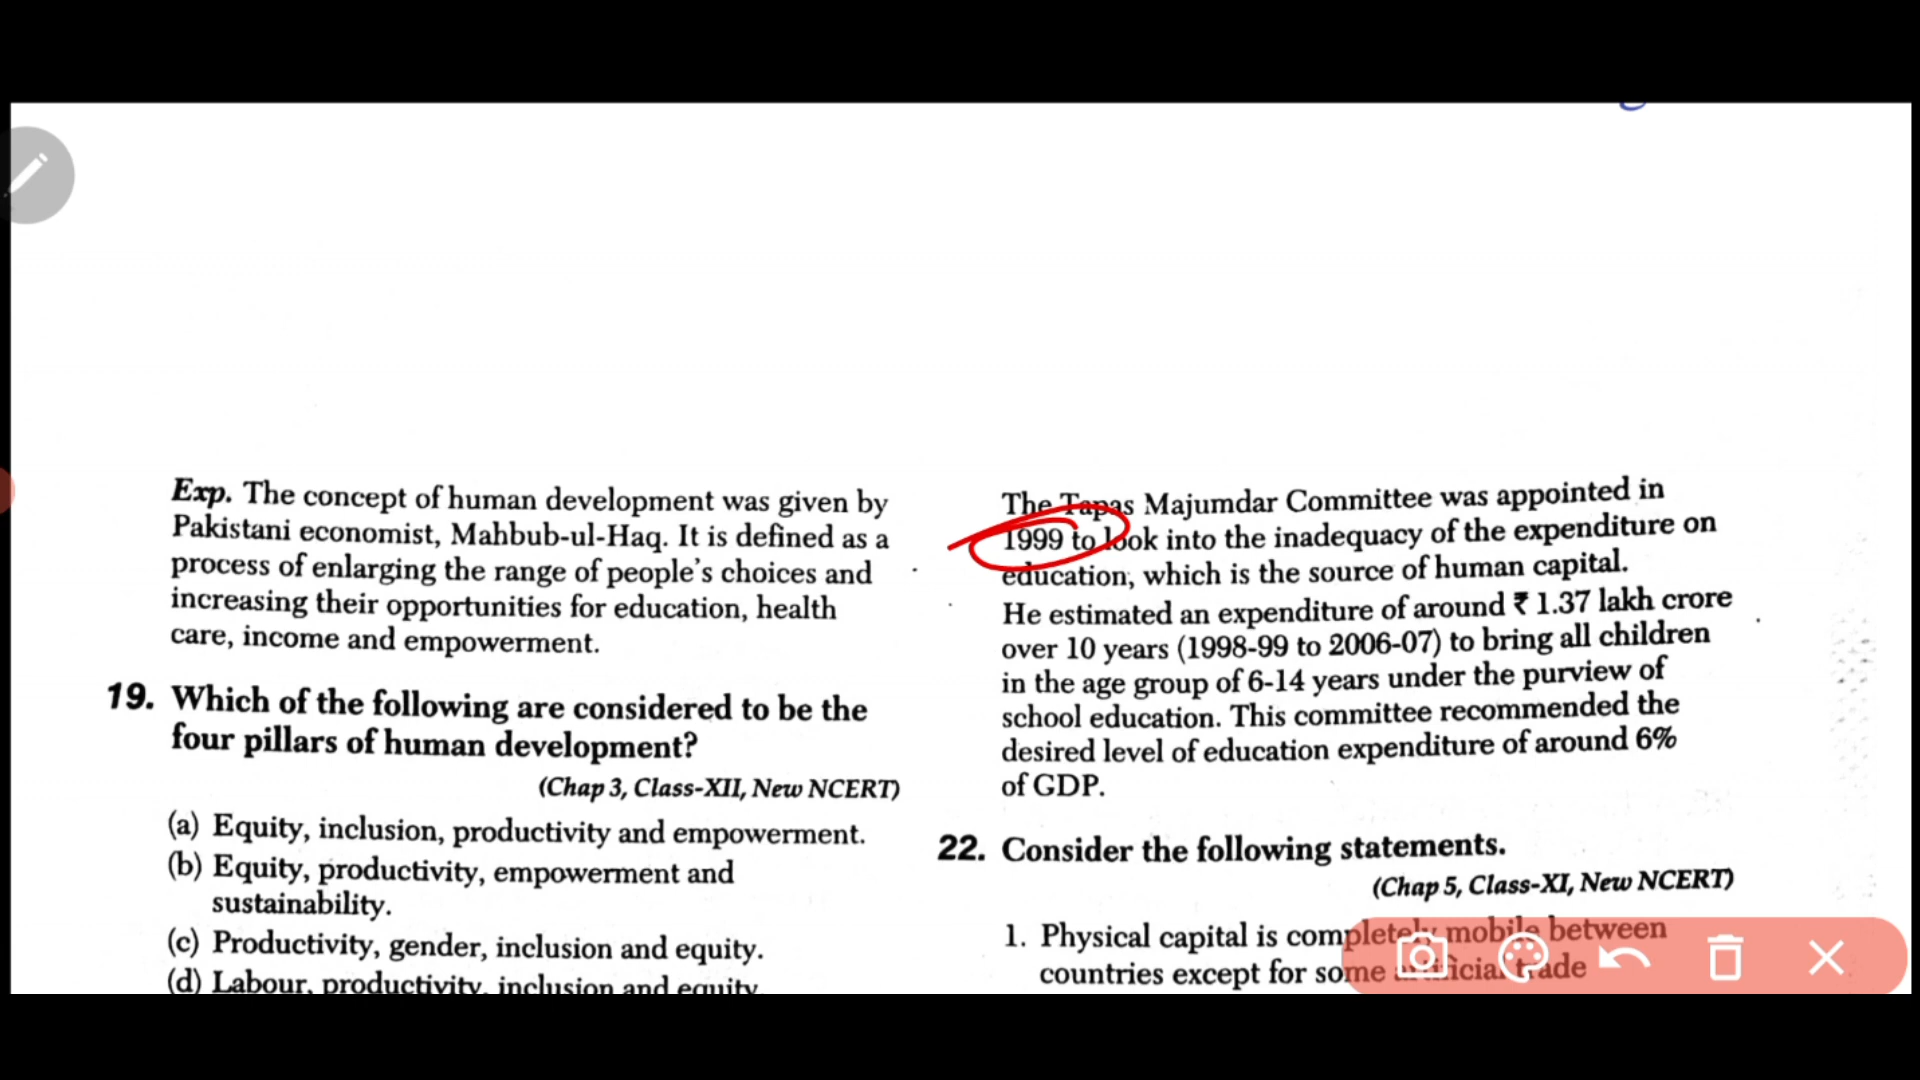 Exp. The concept of human development was given by
Pakistani economist, Mahbub-ul-Haq. It is defined as a
process of enlarging the range of people's choices and
increasing their opportunities for education, health
care, income and empowerment.
19. Which of the following are considered to be the
four pillars of human development?
(Chap 3, Class-XII, New NCERT)
(a) Equity, inclusion, productivity and empowerment.
(b) Equity, productivity, empowerment and
sustainability.
(c) Productivity, gender, inclusion and equity.
(d) Labour, productivity, inclusion and equity.
The Tapas Majumdar Committee was appointed in
1999 to look into the inadequacy of the expenditure on
education, which is the source of human capital.
He estimated an expenditure of around ₹ 1.37 lakh crore
over 10 years (1998-99 to 2006-07) to bring all children
in the age group of 6-14 years under the purview of
school education. This committee recommended the
desired level of education expenditure of around 6%
of GDP.
22. Consider the following statements.
(Chap 5, Class-XI, New NCERT)
1. Physical capital is completely mobile between
countries except for some artificial trade